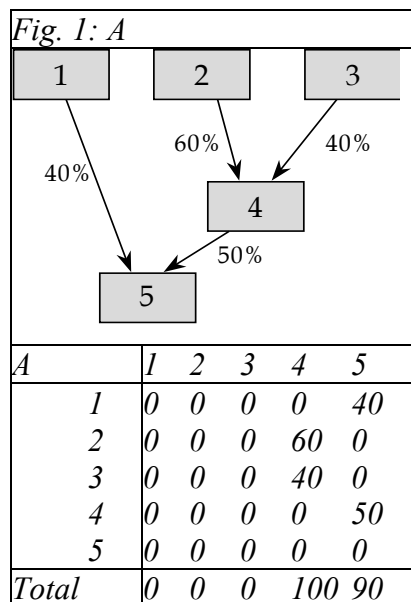 Fig. 1: A
1 2 3
60% 40%
40%
4
50%
5
A 1 2 3 4 5
1 0 0 0 0 40
2 0 0 0 60 0
3 0 0 0 40 0
4 0 0 0 0 50
5 0 0 0 0 0
Total 0 0 0 100 90